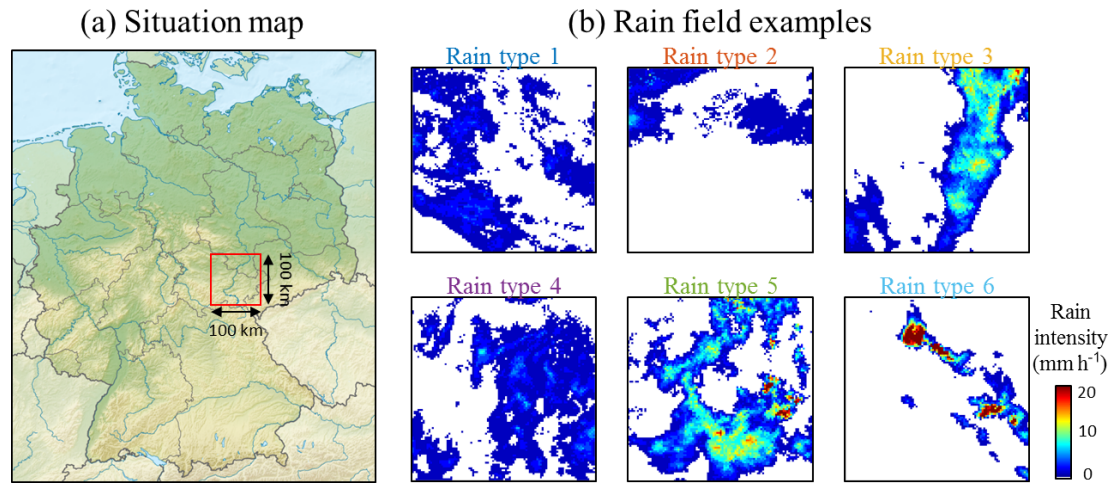 (a) Situation map
(b) Rain field examples
100 km
100 km
Rain type 1
Rain type 2
Rain type 3
Rain type 4
Rain type 5
Rain type 6
Rain
intensity
(mm h⁻¹)
20
10
0